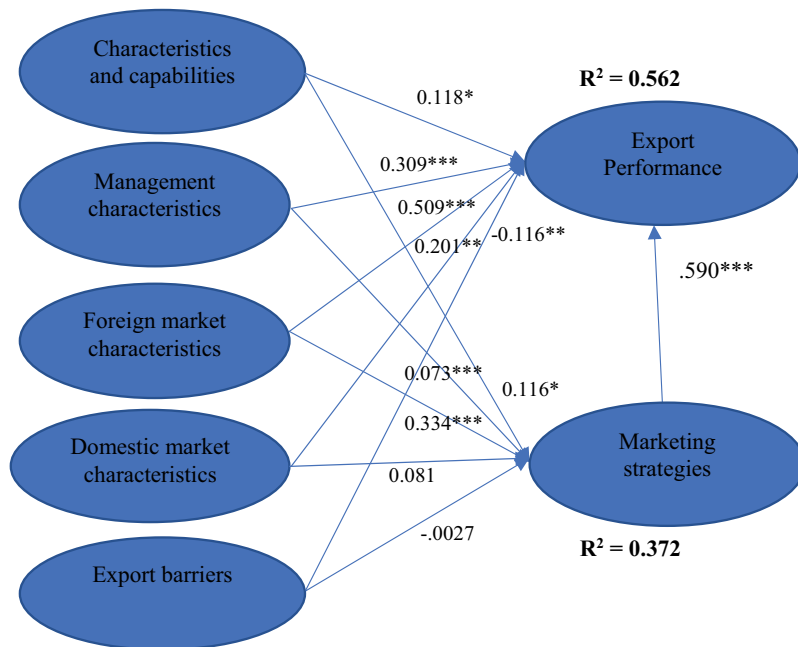 Characteristics
and capabilities
R² = 0.562
0.118*
Export
Performance
Management
characteristics
0.309***
0.509***
0.201**
-0.116**
.590***
Foreign market
characteristics
0.073***
0.116*
0.334***
Domestic market
characteristics
Marketing
strategies
0.081
-.0027
R² = 0.372
Export barriers